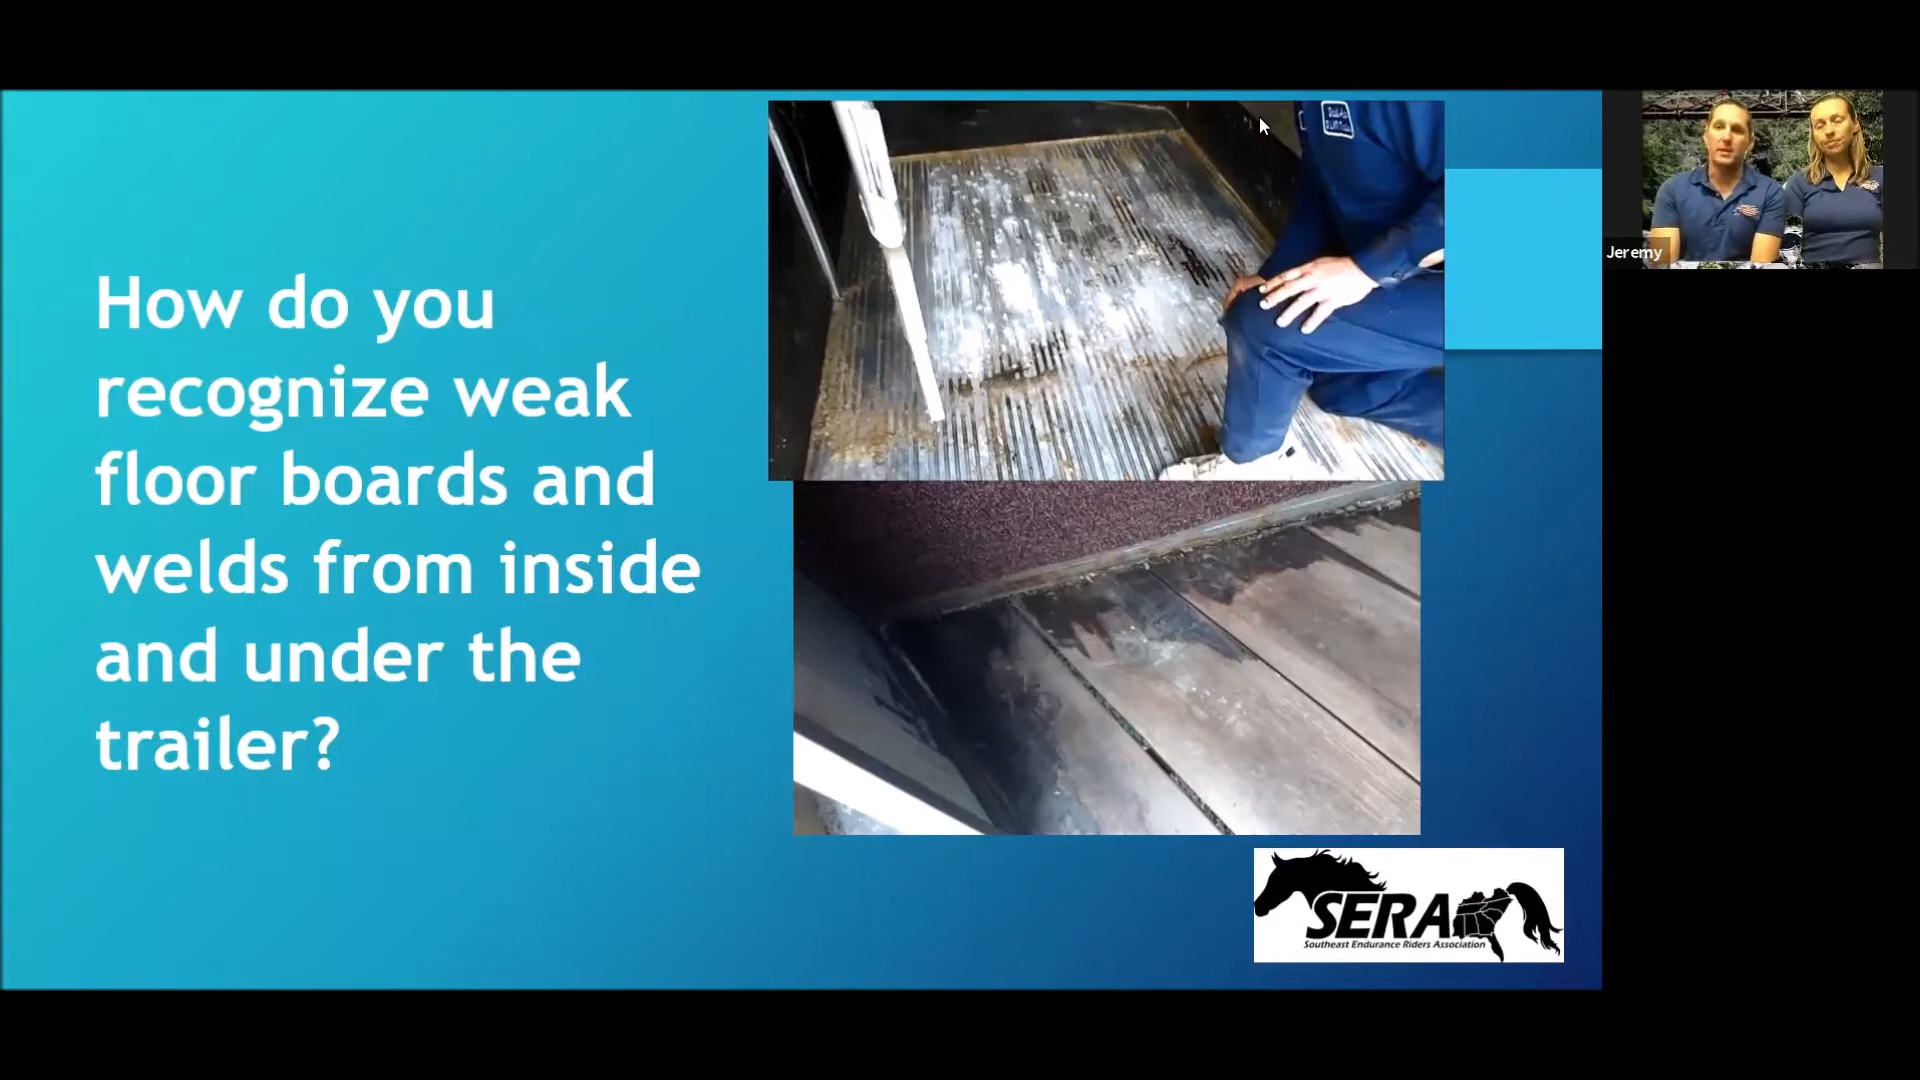 How do you
recognize weak
floor boards and
welds from inside
and under the
trailer?
SERA
Southeast Endurance Riders Association
Jeremy